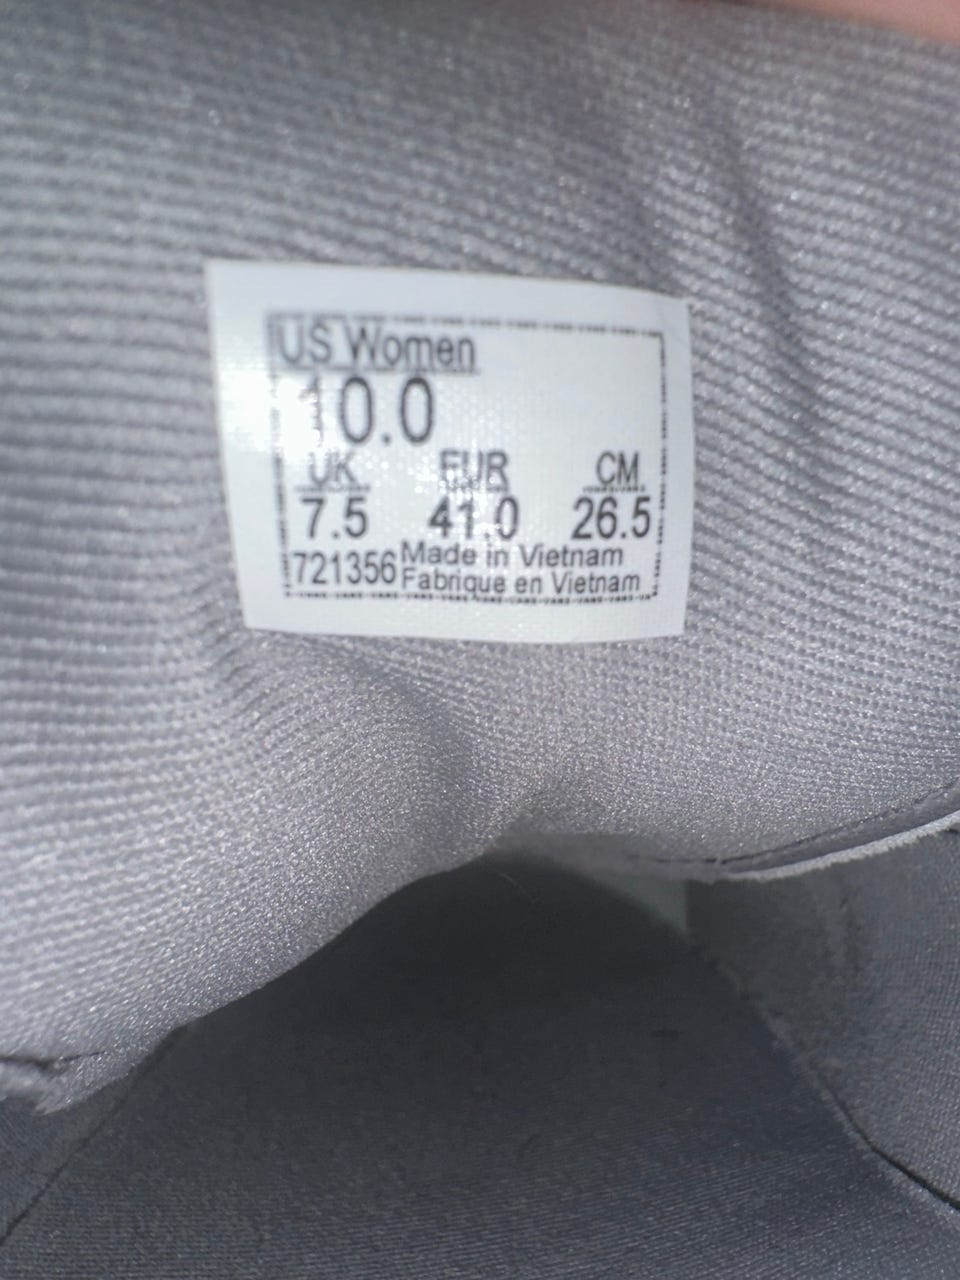 US Women
10.0
UK EUR CM
7.5 41.0 26.5
721356 Made in Vietnam
Fabrique en Vietnam